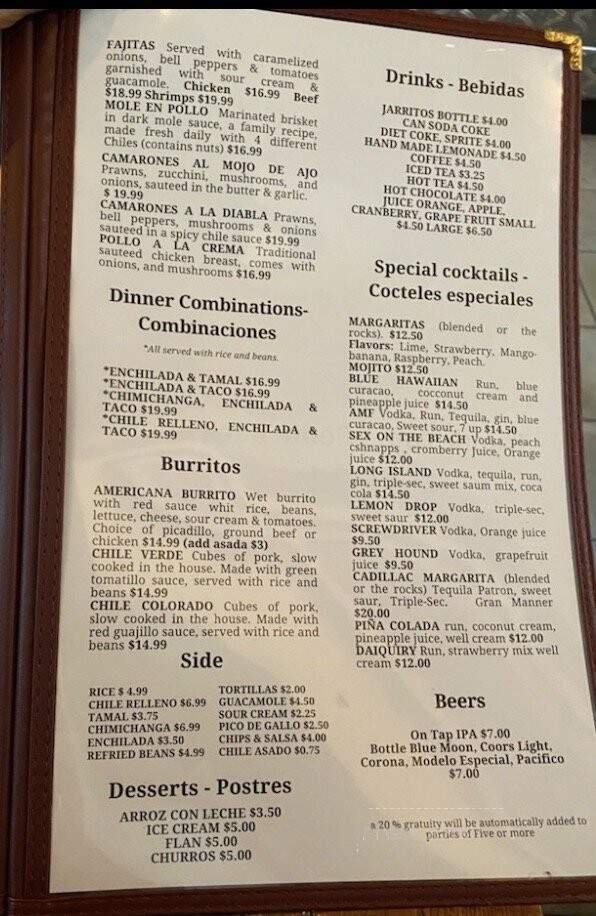 FAJITAS Served with caramelized
onions, bell peppers & tomatoes
garnished with sour cream &
guacamole. Chicken $16.99 Beef
$18.99 Shrimps $19.99
MOLE EN POLLO Marinated brisket
in dark mole sauce, a family recipe,
made fresh daily with 4 different
Chiles (contains nuts) $16.99
CAMARONES AL MOJO DE AJO
Prawns, zucchini, mushrooms, and
onions, sauteed in the butter & garlic.
$ 19.99
CAMARONES A LA DIABLA Prawns,
bell peppers, mushrooms & onions
sauteed in a spicy chile sauce $19.99
POLLO A LA CREMA Traditional
sauteed chicken breast, comes with
onions, and mushrooms $16.99
Dinner Combinations-
Combinaciones
*All served with rice and beans.
*ENCHILADA & TAMAL $16.99
*ENCHILADA & TACO $16.99
*CHIMICHANGA, ENCHILADA &
TACO $19.99
*CHILE RELLENO, ENCHILADA &
TACO $19.99
Burritos
AMERICANA BURRITO Wet burrito
with red sauce whit rice, beans,
lettuce, cheese, sour cream & tomatoes.
Choice of picadillo, ground beef or
chicken $14.99 (add asada $3)
CHILE VERDE Cubes of pork, slow
cooked in the house. Made with green
tomatillo sauce, served with rice and
beans $14.99
CHILE COLORADO Cubes of pork,
slow cooked in the house. Made with
red guajillo sauce, served with rice and
beans $14.99
Side
RICE $ 4.99
CHILE RELLENO $6.99
TAMAL $3.75
CHIMICHANGA $6.99
ENCHILADA $3.50
REFRIED BEANS $4.99
TORTILLAS $2.00
GUACAMOLE $4.50
SOUR CREAM $2.25
PICO DE GALLO $2.50
CHIPS & SALSA $4.00
CHILE ASADO $0.75
Desserts - Postres
ARROZ CON LECHE $3.50
ICE CREAM $5.00
FLAN $5.00
CHURROS $5.00
Drinks - Bebidas
JARRITOS BOTTLE $4.00
CAN SODA COKE
DIET COKE, SPRITE $4.00
HAND MADE LEMONADE $4.50
COFFEE $4.50
ICED TEA $3.25
HOT TEA $4.50
HOT CHOCOLATE $4.00
JUICE ORANGE, APPLE,
CRANBERRY, GRAPE FRUIT SMALL
$4.50 LARGE $6.50
Special cocktails -
Cocteles especiales
MARGARITAS (blended or the
rocks). $12.50
Flavors: Lime, Strawberry, Mango-
banana, Raspberry, Peach.
MOJITO $12.50
BLUE HAWAIIAN Run, blue
curacao, cocconut cream and
pineapple juice $14.50
AMF Vodka, Run, Tequila, gin, blue
curacao, Sweet sour, 7 up $14.50
SEX ON THE BEACH Vodka, peach
cshnapps , cromberry Juice, Orange
juice $12.00
LONG ISLAND Vodka, tequila, run,
gin, triple-sec, sweet saum mix, coca
cola $14.50
LEMON DROP Vodka, triple-sec,
sweet saur $12.00
SCREWDRIVER Vodka, Orange juice
$9.50
GREY HOUND Vodka, grapefruit
juice $9.50
CADILLAC MARGARITA (blended
or the rocks) Tequila Patron, sweet
saur, Triple-Sec. Gran Manner
$20.00
PIÑA COLADA run, coconut cream,
pineapple juice, well cream $12.00
DAIQUIRY Run, strawberry mix well
cream $12.00
Beers
On Tap IPA $7.00
Bottle Blue Moon, Coors Light,
Corona, Modelo Especial, Pacifico
$7.00
a 20 % gratuity will be automatically added to
parties of Five or more